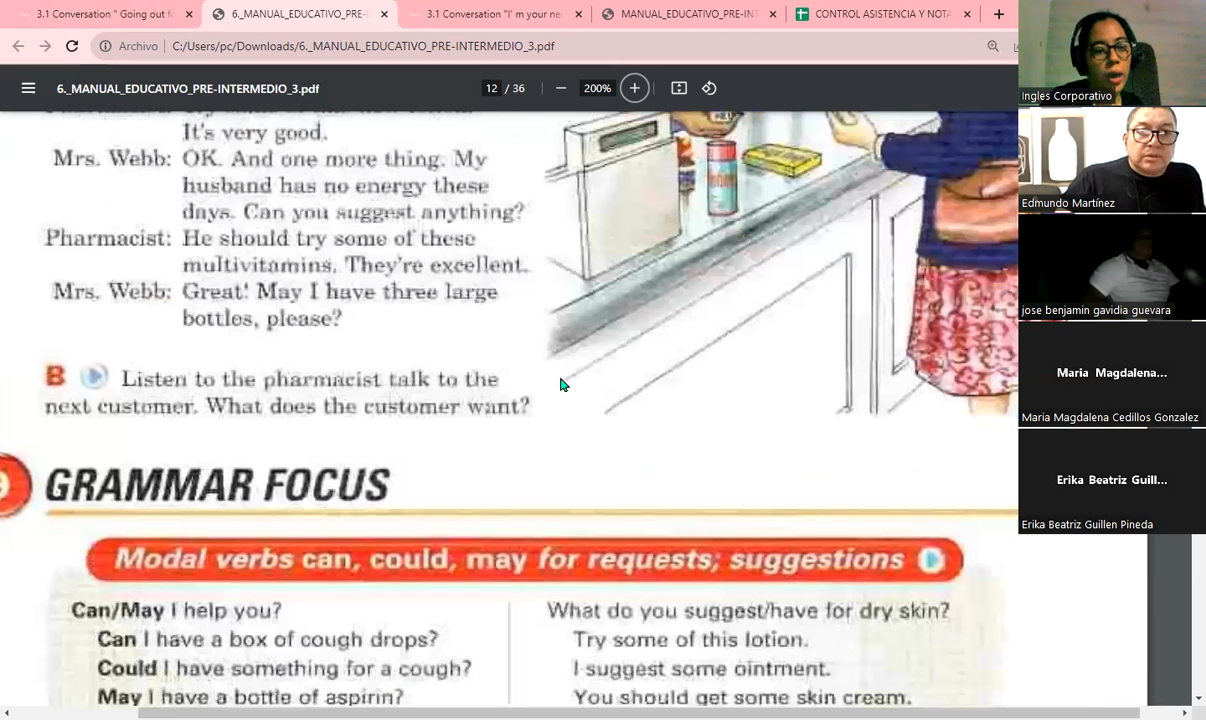 3.1 Conversation " Going out fo
6._MANUAL_EDUCATIVO_PRE-
3.1 Conversation "I' m your ne
MANUAL_EDUCATIVO_PRE-INT
CONTROL ASISTENCIA Y NOTA
Archivo
C:/Users/pc/Downloads/6._MANUAL_EDUCATIVO_PRE-INTERMEDIO_3.pdf
6._MANUAL_EDUCATIVO_PRE-INTERMEDIO_3.pdf
12 / 36
200%
It's very good.
Mrs. Webb: OK. And one more thing. My
husband has no energy these
days. Can you suggest anything?
Pharmacist: He should try some of these
multivitamins. They're excellent.
Mrs. Webb: Great! May I have three large
bottles, please?
B Listen to the pharmacist talk to the
next customer. What does the customer want?
GRAMMAR FOCUS
Modal verbs can, could, may for requests; suggestions
Can/May I help you?
Can I have a box of cough drops?
Could I have something for a cough?
May I have a bottle of aspirin?
What do you suggest/have for dry skin?
Try some of this lotion.
I suggest some ointment.
You should get some skin cream.
Ingles Corporativo
Edmundo Martínez
jose benjamin gavidia guevara
Maria Magdalena...
Maria Magdalena Cedillos Gonzalez
Erika Beatriz Guill...
Erika Beatriz Guillen Pineda